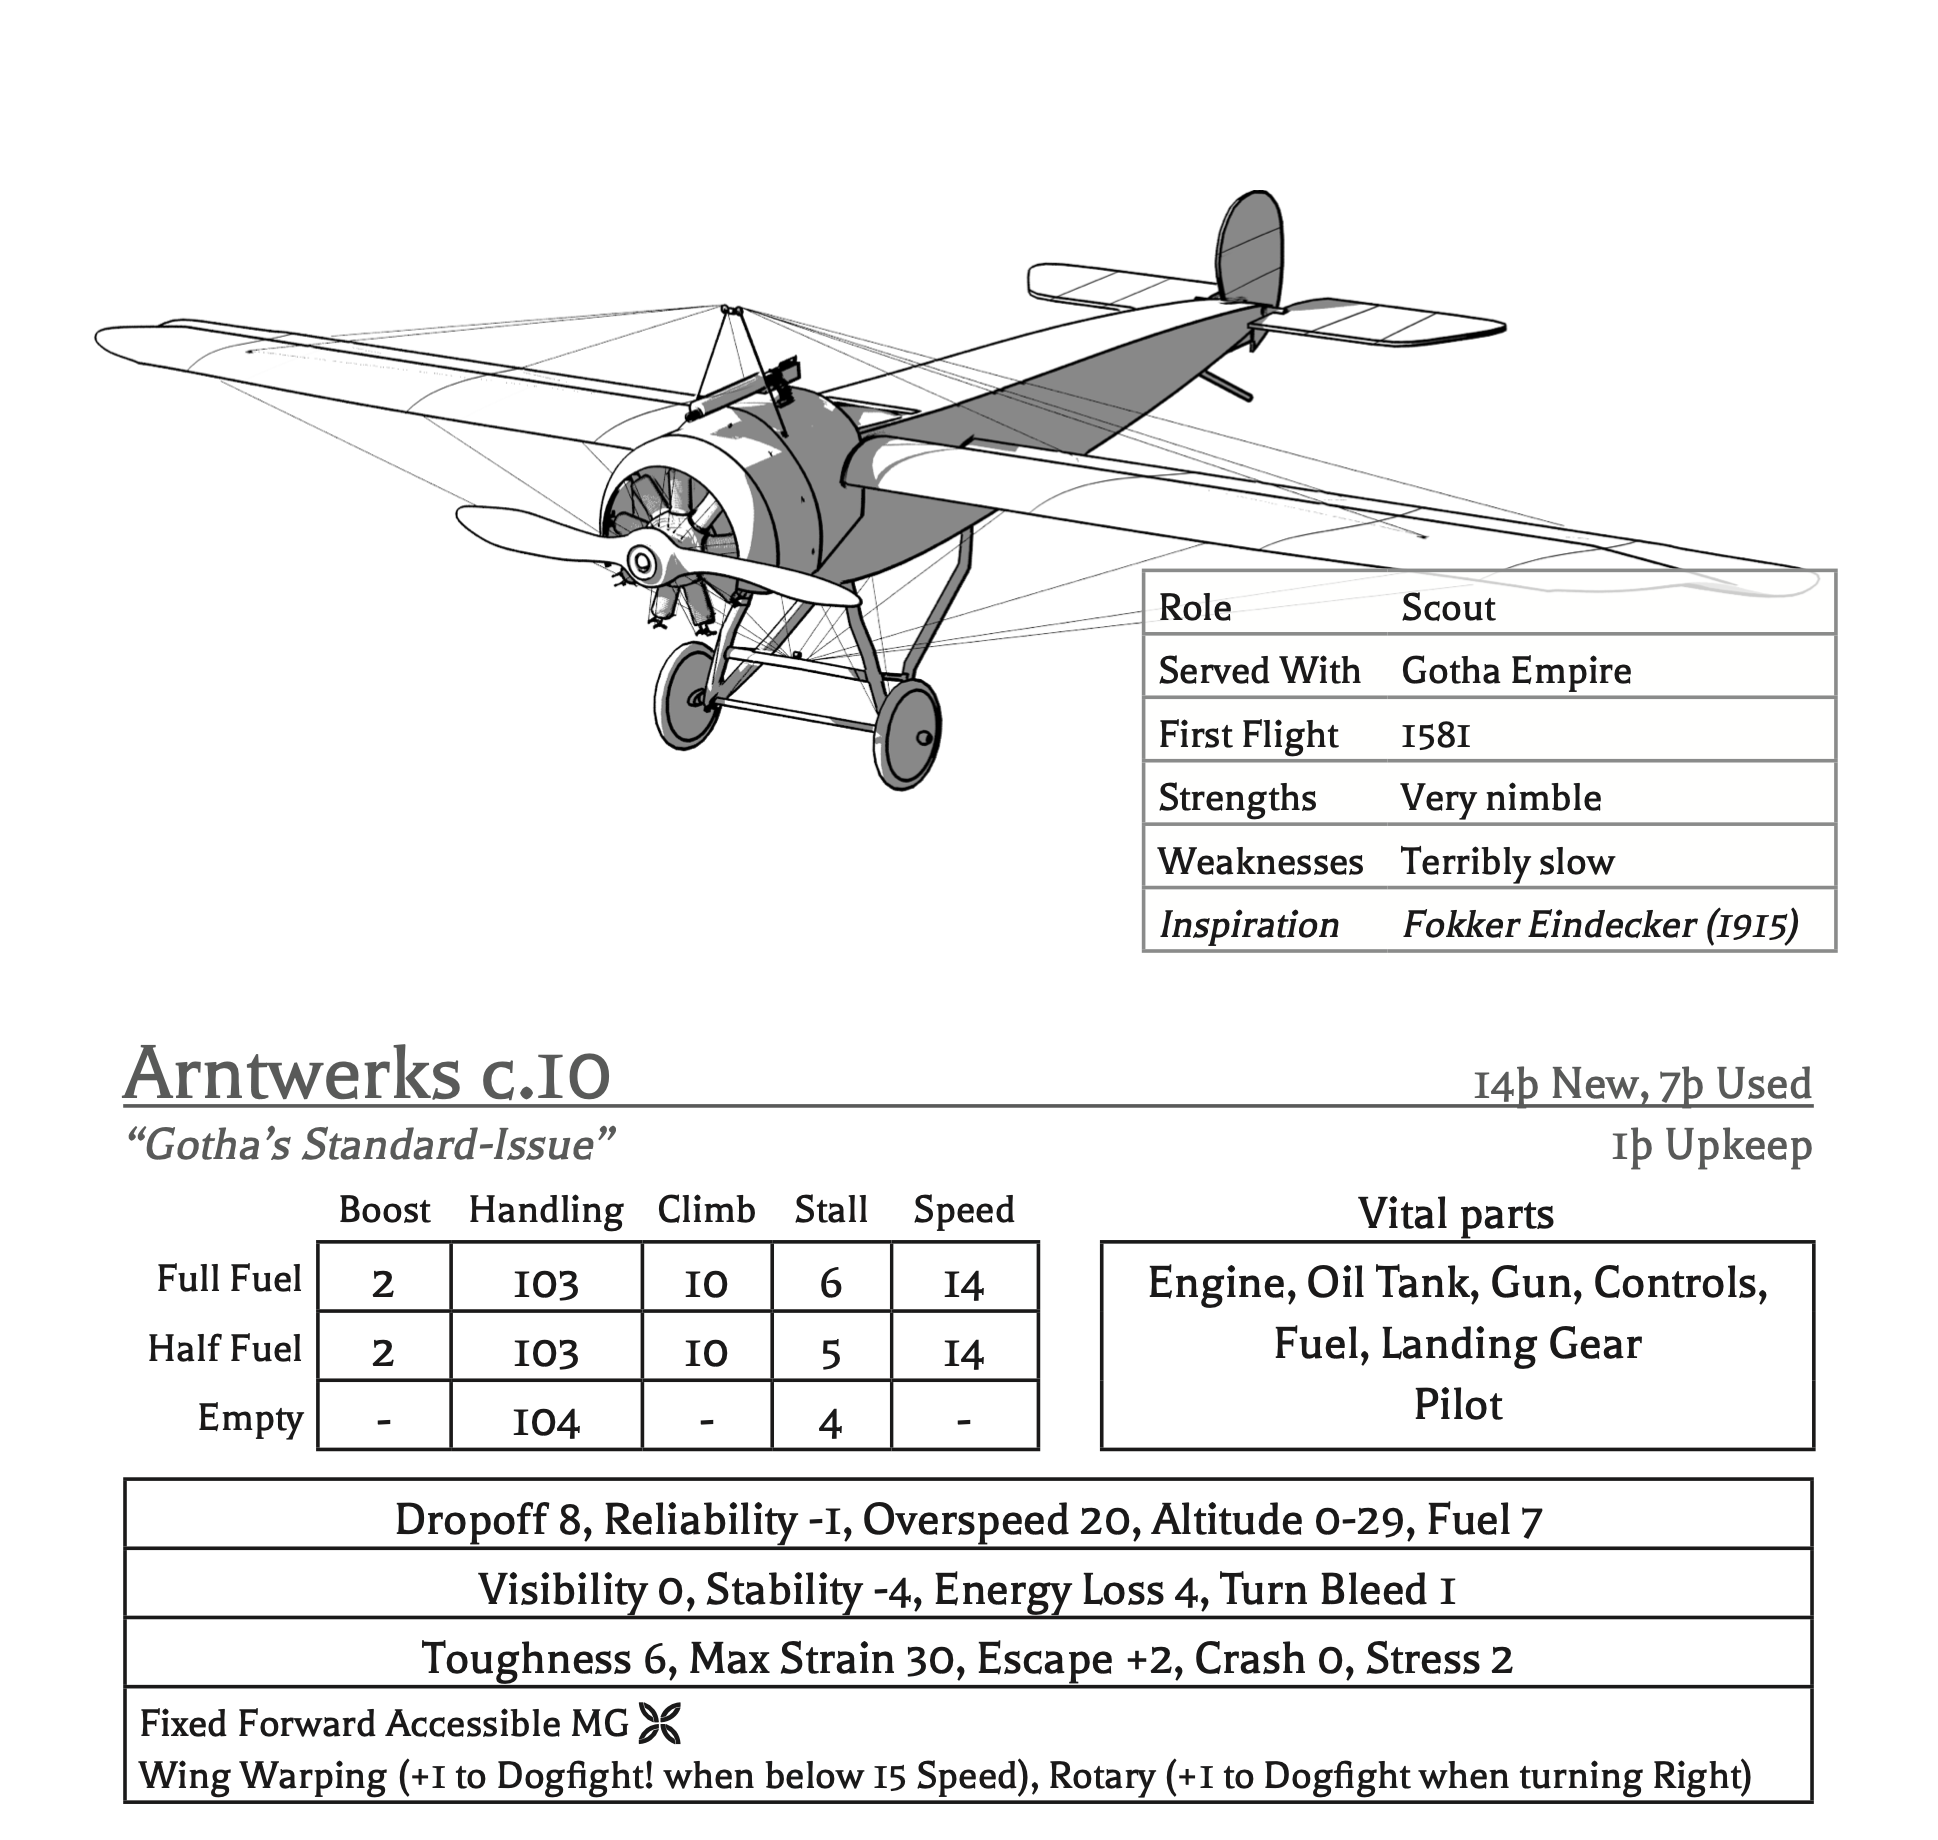 Role Scout
Served With Gotha Empire
First Flight 1581
Strengths Very nimble
Weaknesses Terribly slow
Inspiration Fokker Eindecker (1915)
Arntwerks c.10 14þ New, 7þ Used
“Gotha’s Standard-Issue” 1þ Upkeep
Boost Handling Climb Stall Speed
Full Fuel 2 103 10 6 14
Half Fuel 2 103 10 5 14
Empty - 104 - 4 -
Vital parts
Engine, Oil Tank, Gun, Controls,
Fuel, Landing Gear
Pilot
Dropoff 8, Reliability -1, Overspeed 20, Altitude 0-29, Fuel 7
Visibility 0, Stability -4, Energy Loss 4, Turn Bleed 1
Toughness 6, Max Strain 30, Escape +2, Crash 0, Stress 2
Fixed Forward Accessible MG
Wing Warping (+1 to Dogfight! when below 15 Speed), Rotary (+1 to Dogfight when turning Right)